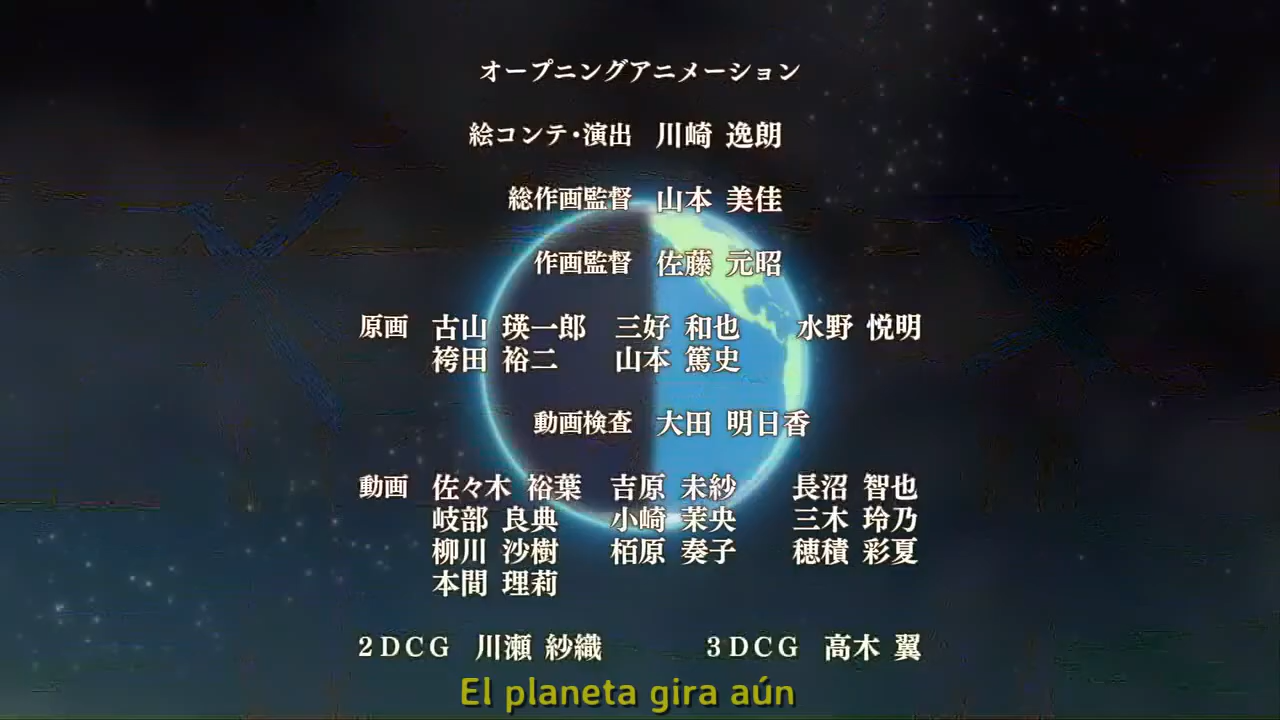 オープニングアニメーション
絵コンテ・演出 川崎 逸朗
総作画監督 山本 美佳
作画監督 佐藤 元昭
原画 古山 瑛一郎 三好 和也 水野 悦明
袴田 裕二 山本 篤史
動画検査 大田 明日香
動画 佐々木 裕葉 吉原 未紗 長沼 智也
岐部 良典 小崎 茉央 三木 玲乃
柳川 沙樹 栢原 奏子 穂積 彩夏
本間 理莉
2DCG 川瀬 紗織 3DCG 高木 翼
El planeta gira aún